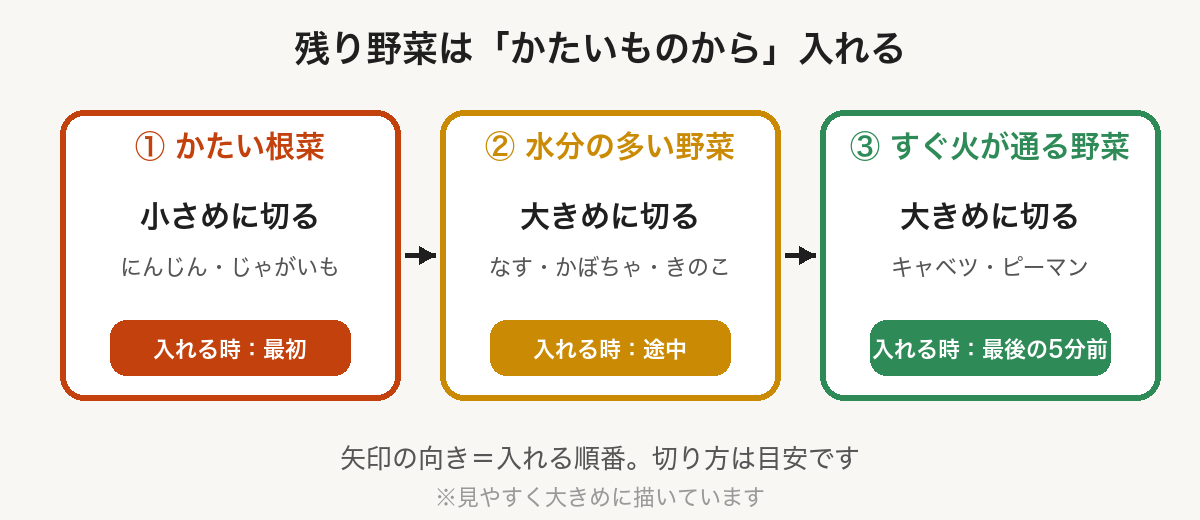 残り野菜は「かたいものから」入れる
① かたい根菜
小さめに切る
にんじん・じゃがいも
入れる時：最初
② 水分の多い野菜
大きめに切る
なす・かぼちゃ・きのこ
入れる時：途中
③ すぐ火が通る野菜
大きめに切る
キャベツ・ピーマン
入れる時：最後の5分前
矢印の向き＝入れる順番。切り方は目安です
※見やすく大きめに描いています